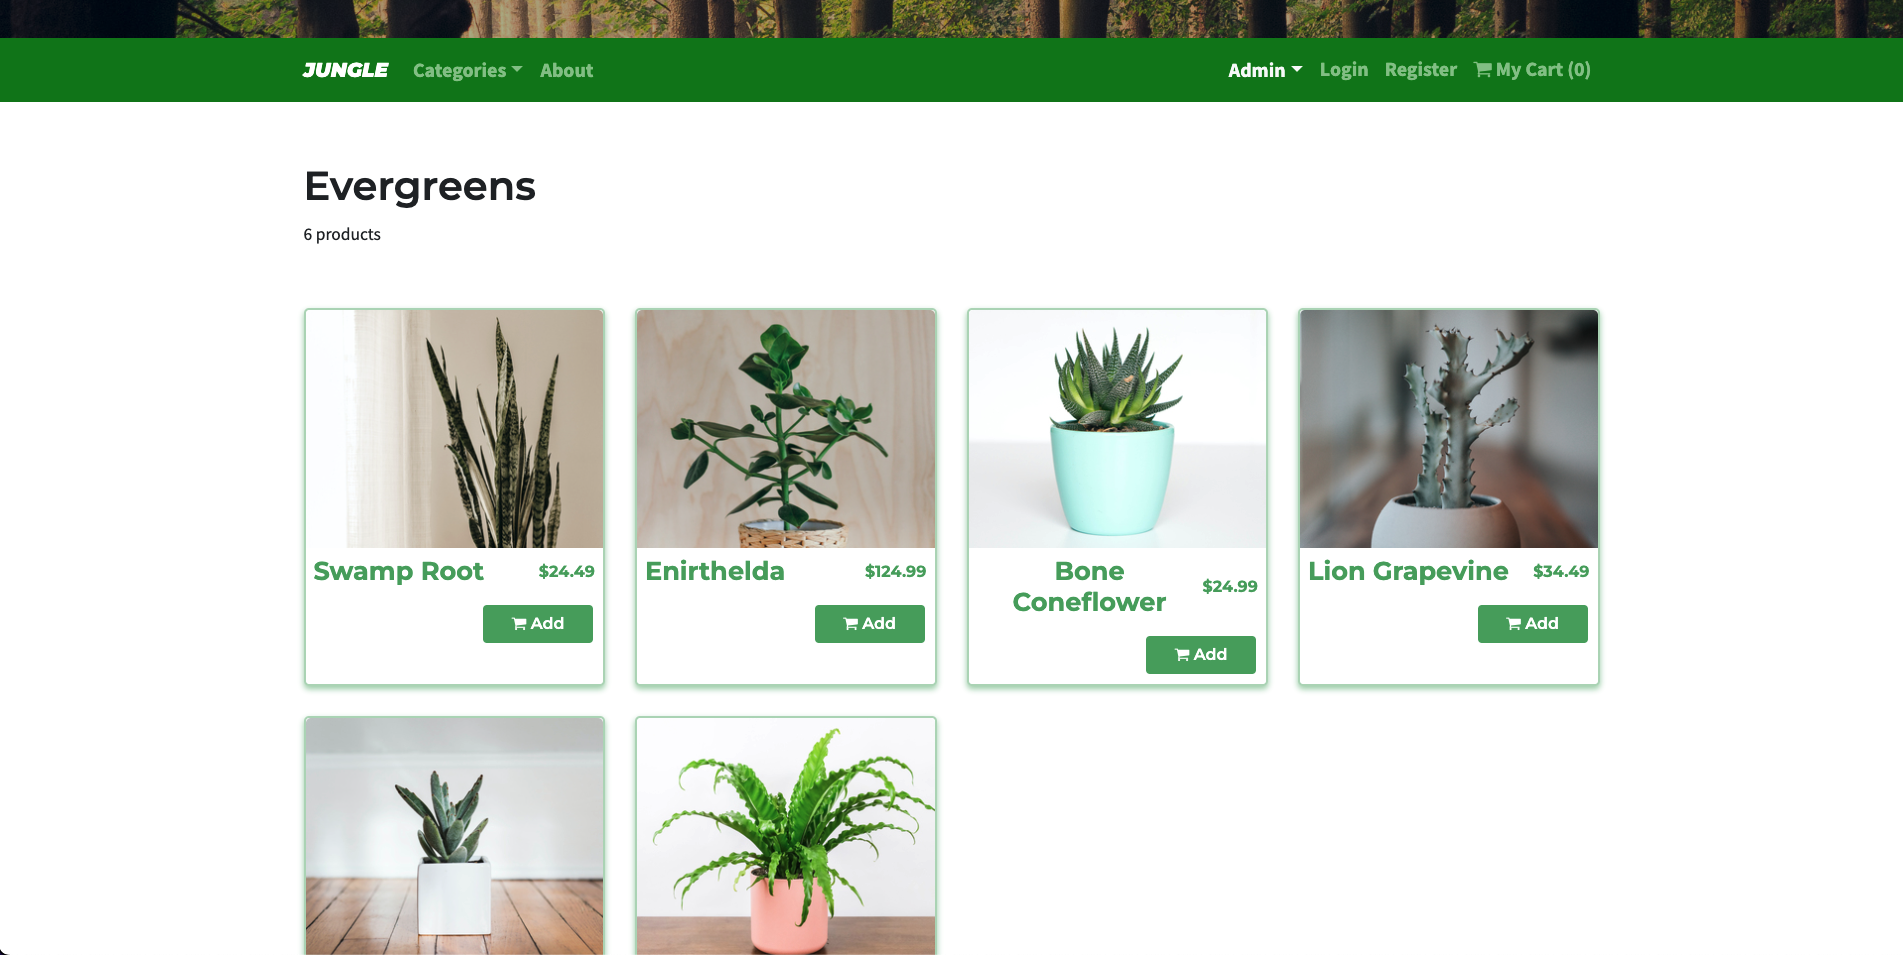 JUNGLE Categories About Admin Login Register My Cart (0)
Evergreens
6 products
Swamp Root $24.49
Add
Enirthelda $124.99
Add
Bone
Coneflower $24.99
Add
Lion Grapevine $34.49
Add